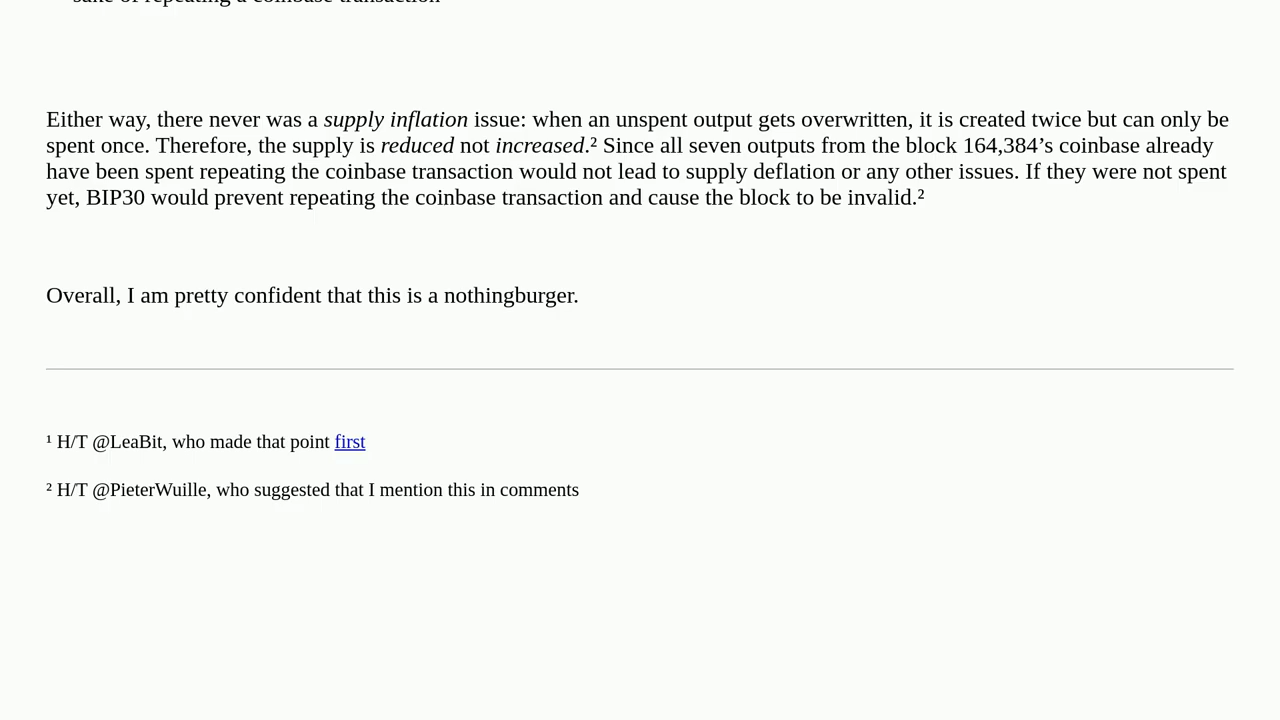 sake of repeating a coinbase transaction
Either way, there never was a supply inflation issue: when an unspent output gets overwritten, it is created twice but can only be
spent once. Therefore, the supply is reduced not increased.² Since all seven outputs from the block 164,384’s coinbase already
have been spent repeating the coinbase transaction would not lead to supply deflation or any other issues. If they were not spent
yet, BIP30 would prevent repeating the coinbase transaction and cause the block to be invalid.²
Overall, I am pretty confident that this is a nothingburger.
¹ H/T @LeaBit, who made that point first
² H/T @PieterWuille, who suggested that I mention this in comments